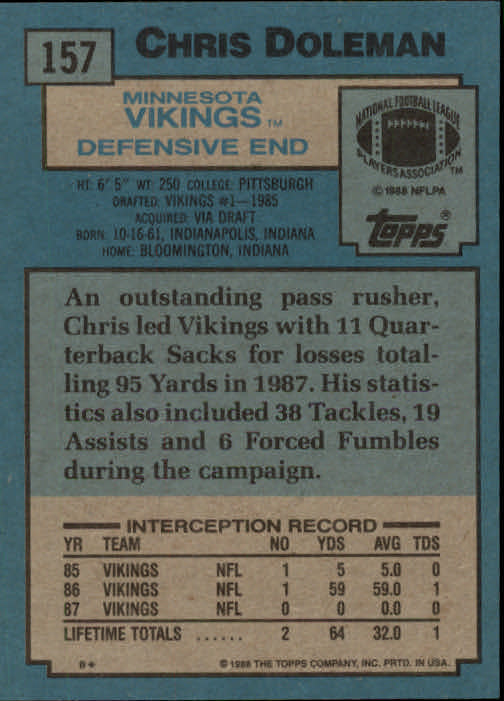 157
CHRIS DOLEMAN
MINNESOTA
VIKINGS™
DEFENSIVE END
NATIONAL FOOTBALL LEAGUE
PLAYERS ASSOCIATION™
© 1988 NFLPA
topps®
HT: 6' 5" WT: 250 COLLEGE: PITTSBURGH
DRAFTED: VIKINGS #1—1985
ACQUIRED: VIA DRAFT
BORN: 10-16-61, INDIANAPOLIS, INDIANA
HOME: BLOOMINGTON, INDIANA
An outstanding pass rusher,
Chris led Vikings with 11 Quar-
terback Sacks for losses total-
ling 95 Yards in 1987. His statis-
tics also included 38 Tackles, 19
Assists and 6 Forced Fumbles
during the campaign.
INTERCEPTION RECORD
YR TEAM NO YDS AVG TDS
85 VIKINGS NFL 1 5 5.0 0
86 VIKINGS NFL 1 59 59.0 1
87 VIKINGS NFL 0 0 0.0 0
LIFETIME TOTALS ...... 2 64 32.0 1
B* © 1988 THE TOPPS COMPANY, INC. PRTD. IN USA.